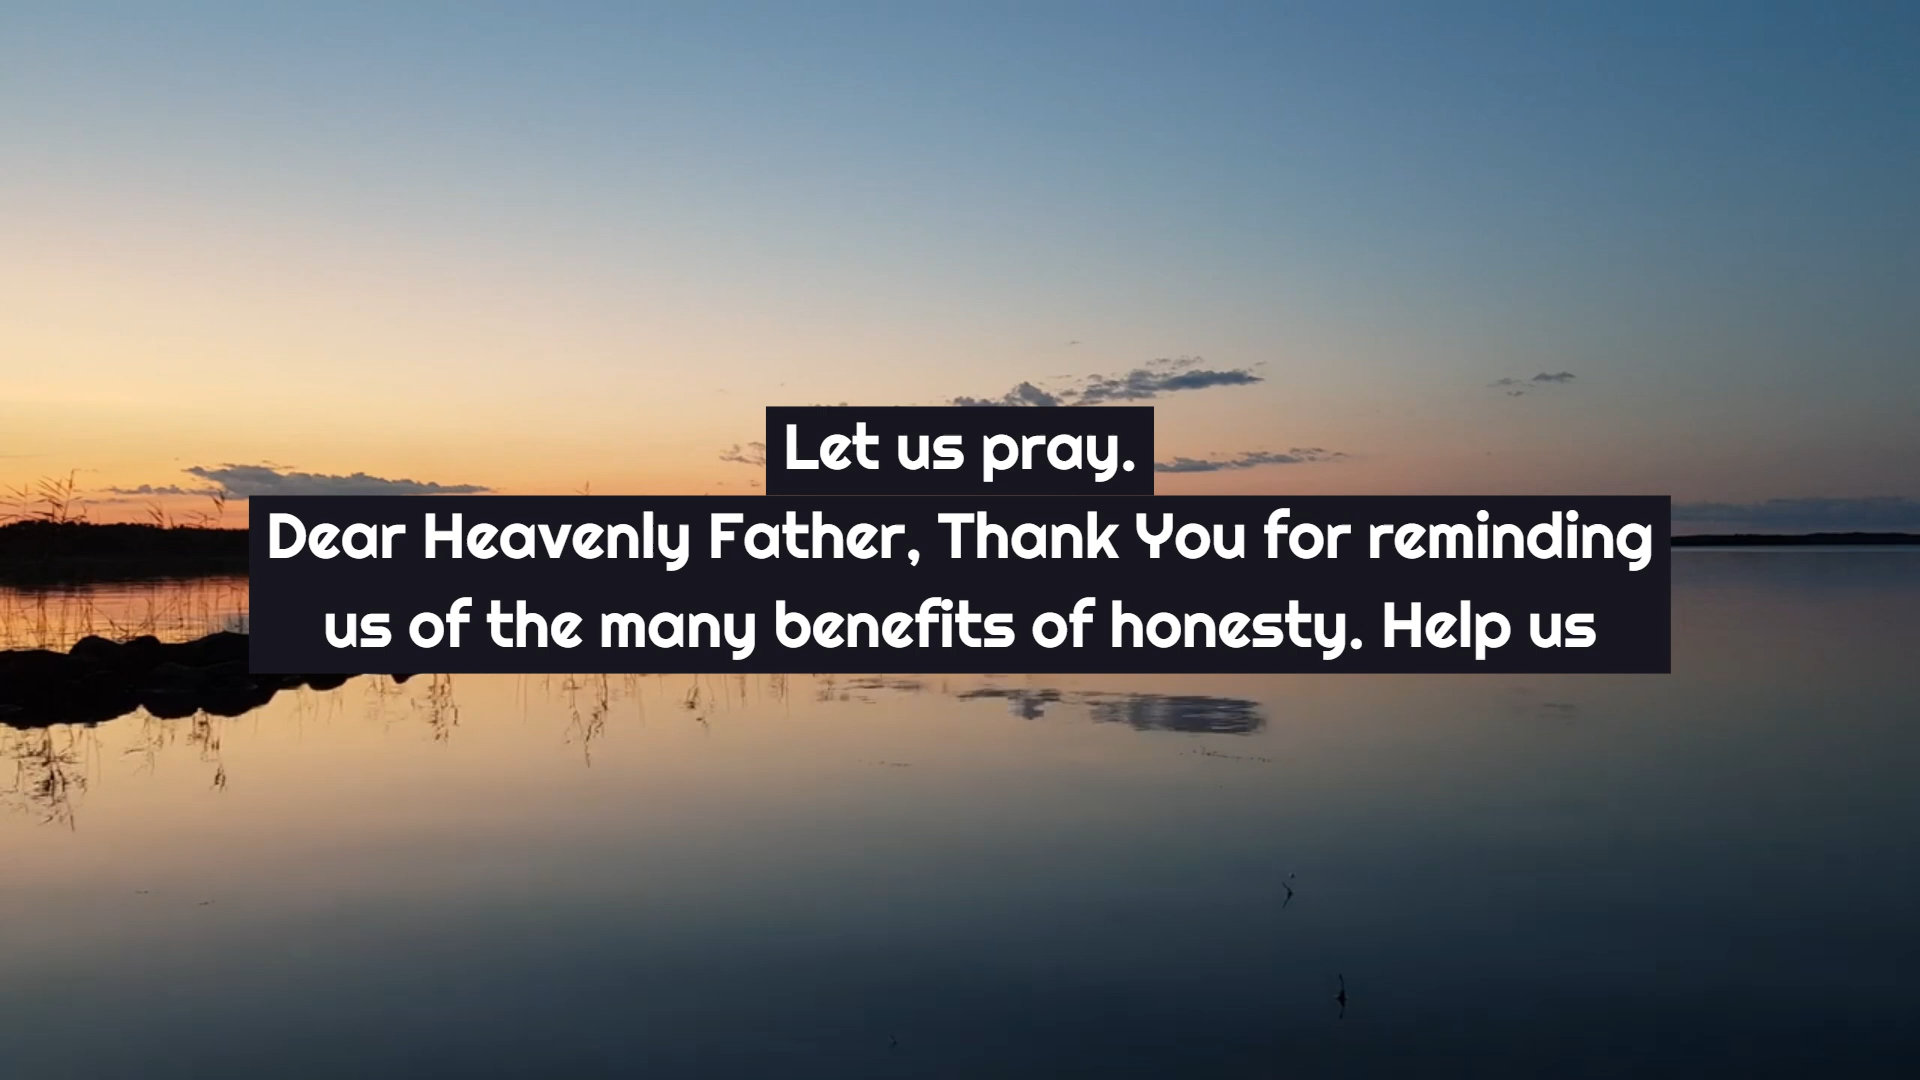 Let us pray.
Dear Heavenly Father, Thank You for reminding
us of the many benefits of honesty. Help us